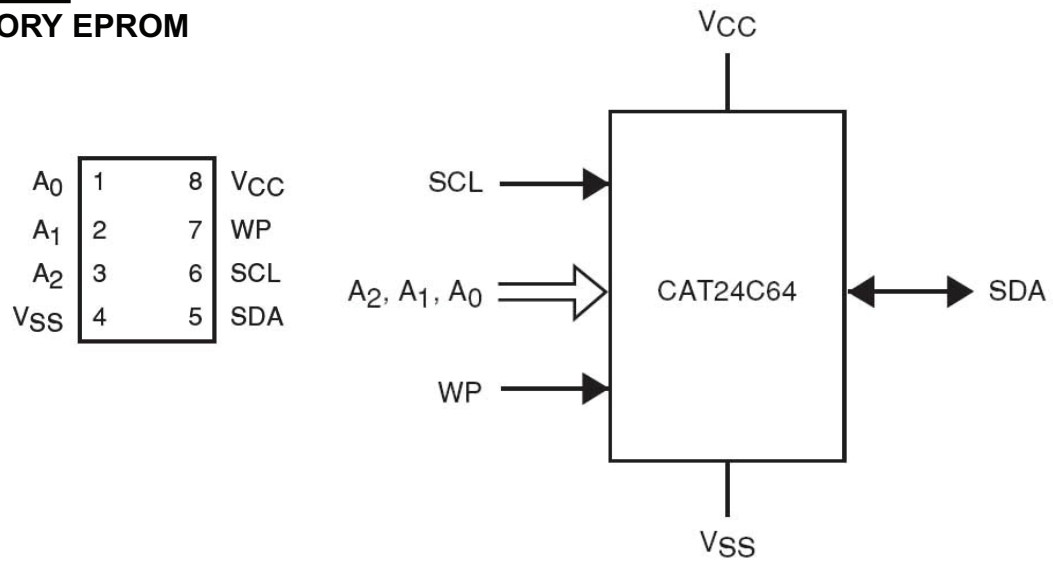 ORY EPROM
A0 1 8 VCC
A1 2 7 WP
A2 3 6 SCL
VSS 4 5 SDA
VCC
SCL
A2, A1, A0
CAT24C64
SDA
WP
VSS